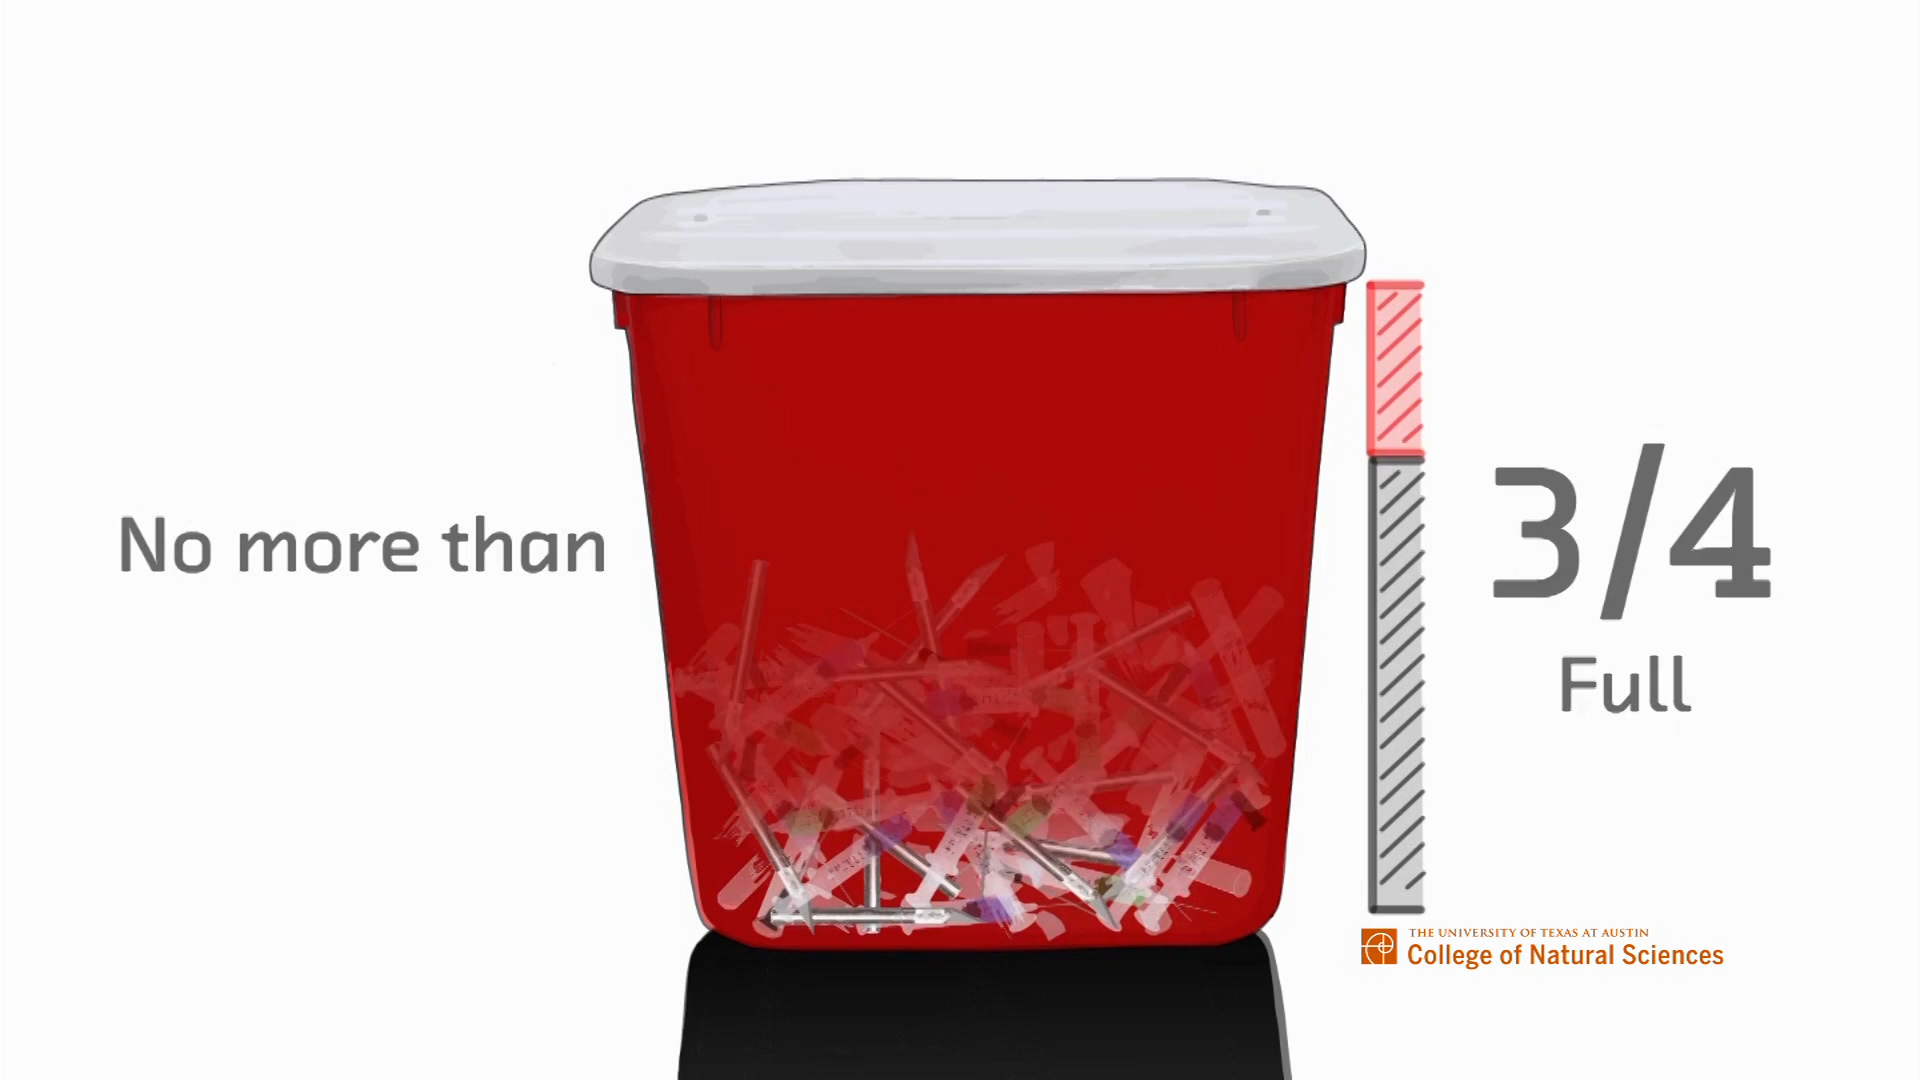 No more than
3/4
Full
THE UNIVERSITY OF TEXAS AT AUSTIN
College of Natural Sciences